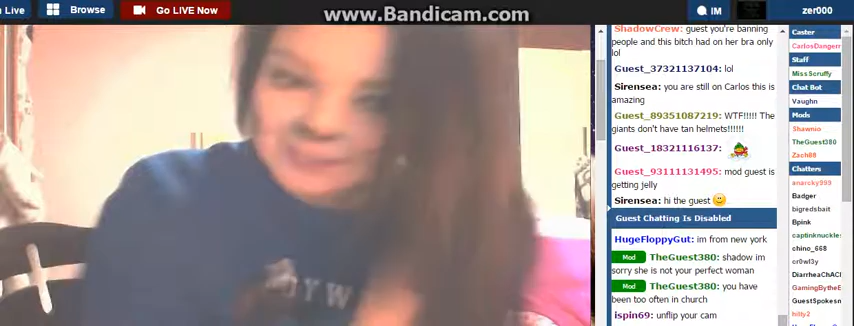 www.Bandicam.com
Live
Browse
Go LIVE Now
IM
zer000
ShadowCrew: guest you're banning
people and this bitch had on her bra only
lol
Guest_37321137104: lol
Sirensea: you are still on Carlos this is
amazing
Guest_89351087219: WTF!!!!! The
giants don't have tan helmets!!!!!!
Guest_18321116137:
Guest_93111131495: mod guest is
getting jelly
Sirensea: hi the guest
Guest Chatting Is Disabled
HugeFloppyGut: im from new york
Mod TheGuest380: shadow im
sorry she is not your perfect woman
Mod TheGuest380: you have
been too often in church
ispin69: unflip your cam
Caster
CarlosDangerr
Staff
MissScruffy
Chat Bot
Vaughn
Mods
Shawnio
TheGuest380
Zach88
Chatters
anarcky999
Badger
bigredsbait
Bpink
captinknuckles
chino_668
cr0wl3y
DiarrheaCHACH
GamingBytheE
GuestSpokesn
hilly2